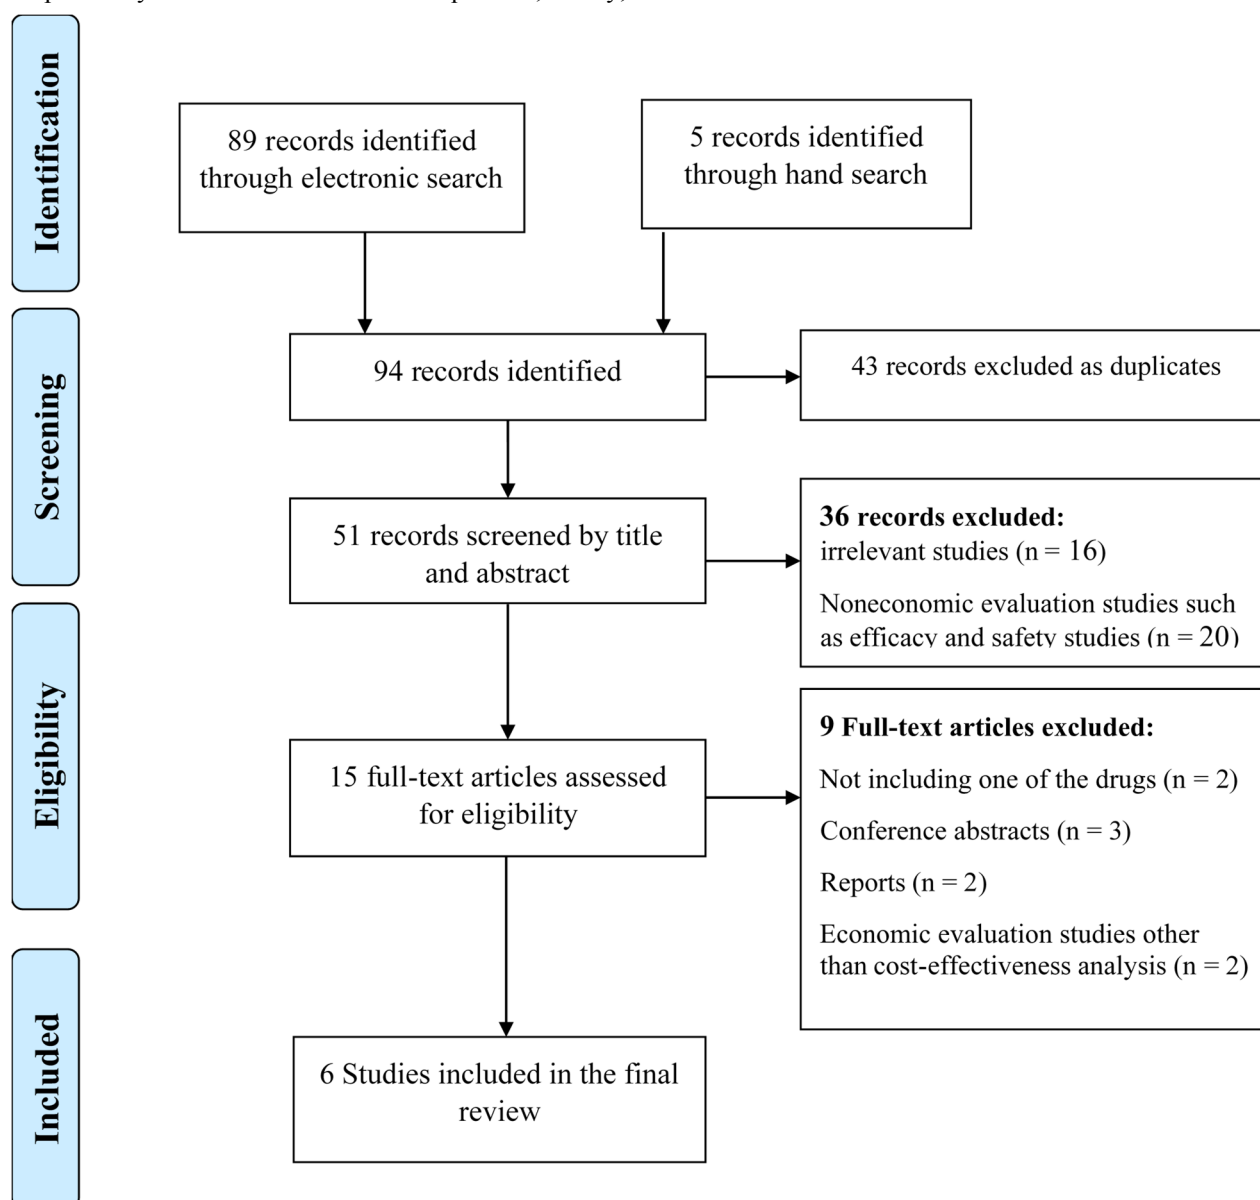 Identification
89 records identified
through electronic search
5 records identified
through hand search
Screening
94 records identified
43 records excluded as duplicates
51 records screened by title
and abstract
36 records excluded:
irrelevant studies (n = 16)
Noneconomic evaluation studies such
as efficacy and safety studies (n = 20)
Eligibility
15 full-text articles assessed
for eligibility
9 Full-text articles excluded:
Not including one of the drugs (n = 2)
Conference abstracts (n = 3)
Reports (n = 2)
Economic evaluation studies other
than cost-effectiveness analysis (n = 2)
Included
6 Studies included in the final
review